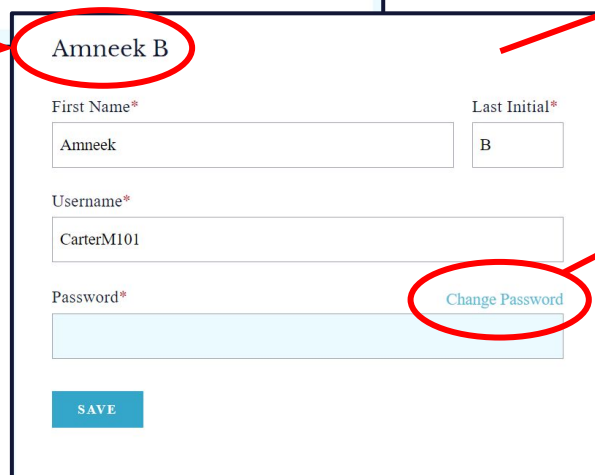 Amneek B
First Name* Last Initial*
Amneek B
Username*
CarterM101
Password* Change Password
SAVE